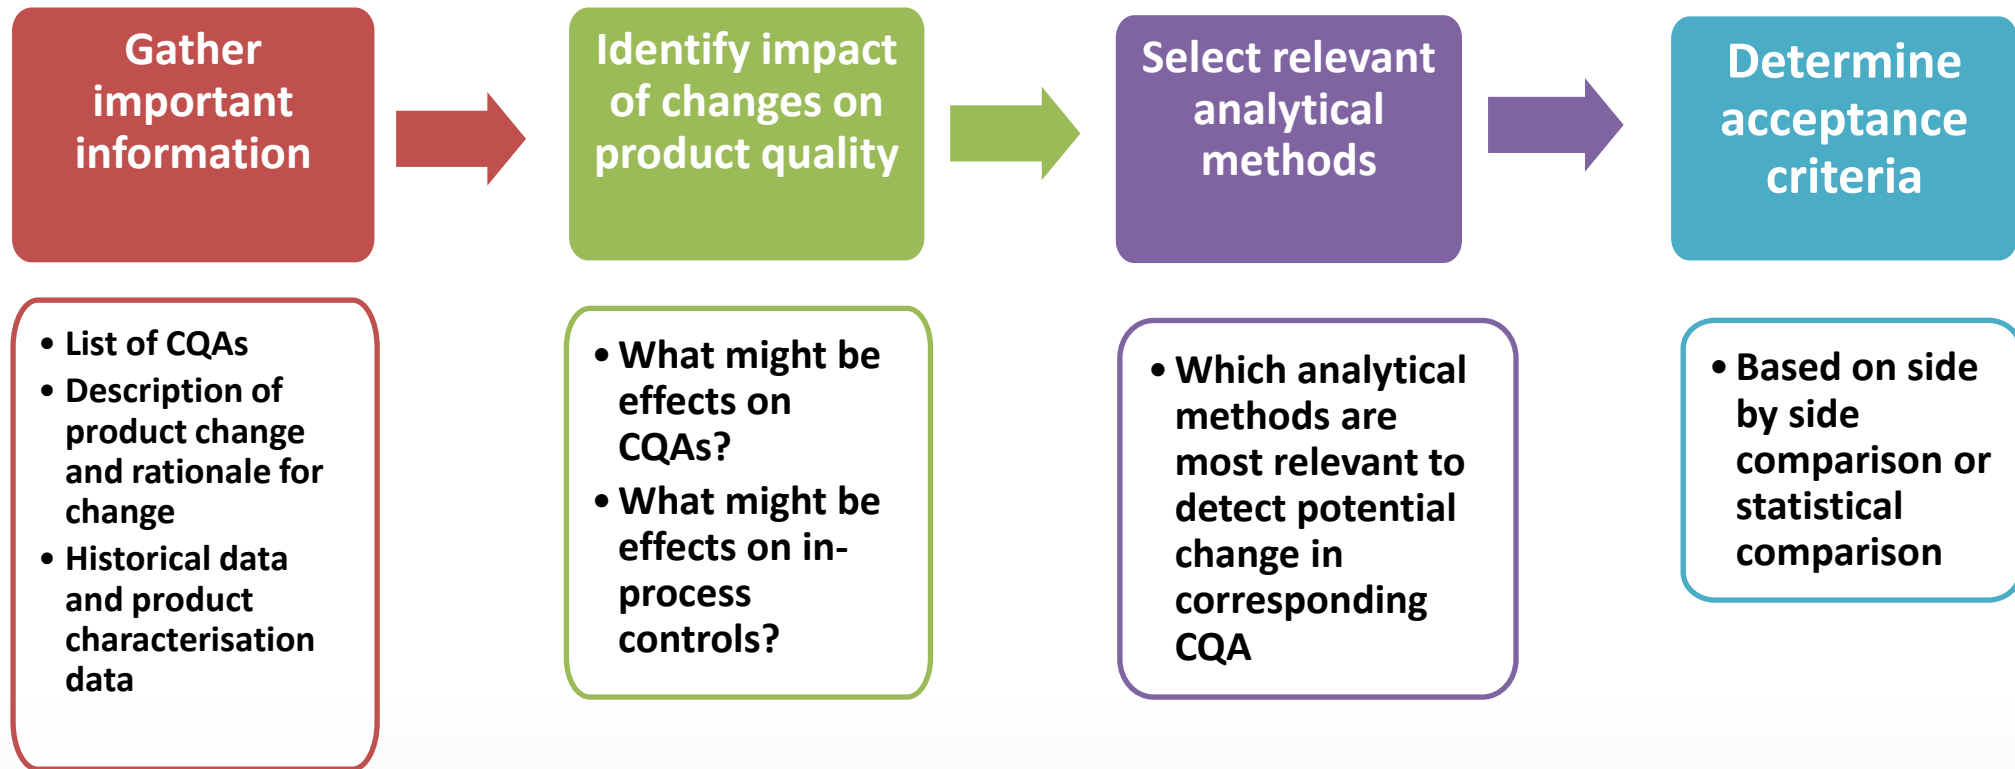 Gather
important
information
Identify impact
of changes on
product quality
Select relevant
analytical
methods
Determine
acceptance
criteria
• List of CQAs
• Description of
product change
and rationale for
change
• Historical data
and product
characterisation
data
• What might be
effects on
CQAs?
• What might be
effects on in-
process
controls?
• Which analytical
methods are
most relevant to
detect potential
change in
corresponding
CQA
• Based on side
by side
comparison or
statistical
comparison